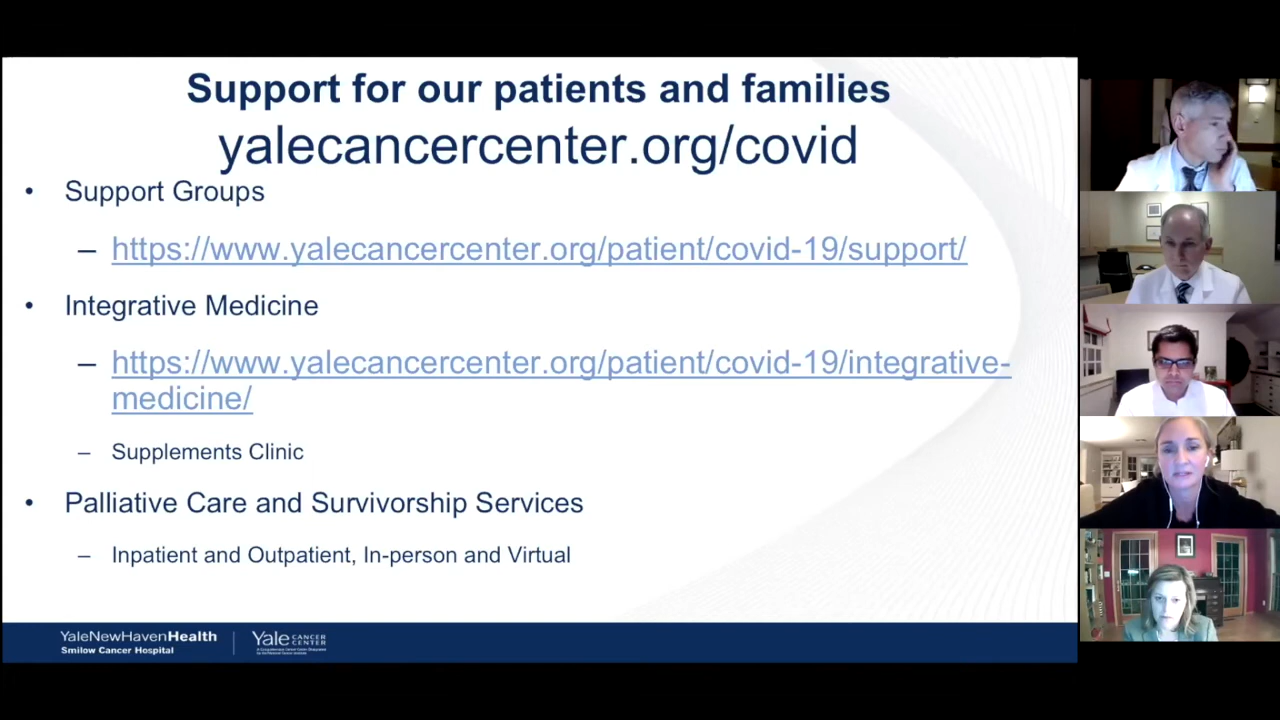 Support for our patients and families
yalecancercenter.org/covid
• Support Groups
– https://www.yalecancercenter.org/patient/covid-19/support/
• Integrative Medicine
– https://www.yalecancercenter.org/patient/covid-19/integrative-
medicine/
– Supplements Clinic
• Palliative Care and Survivorship Services
– Inpatient and Outpatient, In-person and Virtual
YaleNewHavenHealth
Smilow Cancer Hospital
Yale CANCER
CENTER